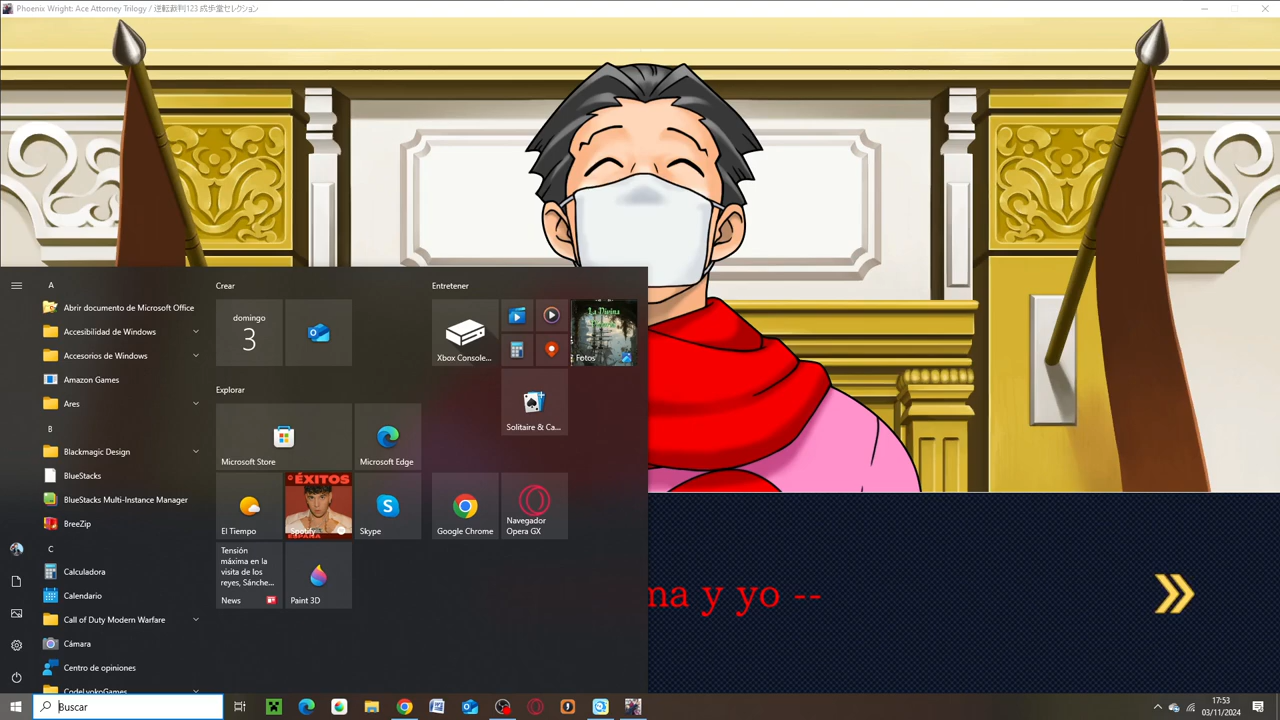 Phoenix Wright: Ace Attorney Trilogy / 逆転裁判123 成歩堂セレクション
A
Abrir documento de Microsoft Office
Accesibilidad de Windows
Accesorios de Windows
Amazon Games
Ares
B
Blackmagic Design
BlueStacks
BlueStacks Multi-Instance Manager
BreeZip
C
Calculadora
Calendario
Call of Duty Modern Warfare
Cámara
Centro de opiniones
CodeLyokoGames
Crear
domingo
3
Explorar
Microsoft Store
Microsoft Edge
El Tiempo
ÉXITOS
Spotify
ESPAÑA
Skype
Tensión
máxima en la
visita de los
reyes, Sánche...
News
Paint 3D
Entretener
Xbox Console...
La Divina
Fotos
Solitaire & Ca...
Google Chrome
Navegador
Opera GX
ma y yo --
Buscar
17:53
03/11/2024